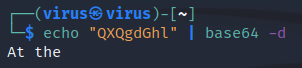 ┌──(virus㉿virus)-[~]
└─$ echo "QXQgdGhl" | base64 -d
At the